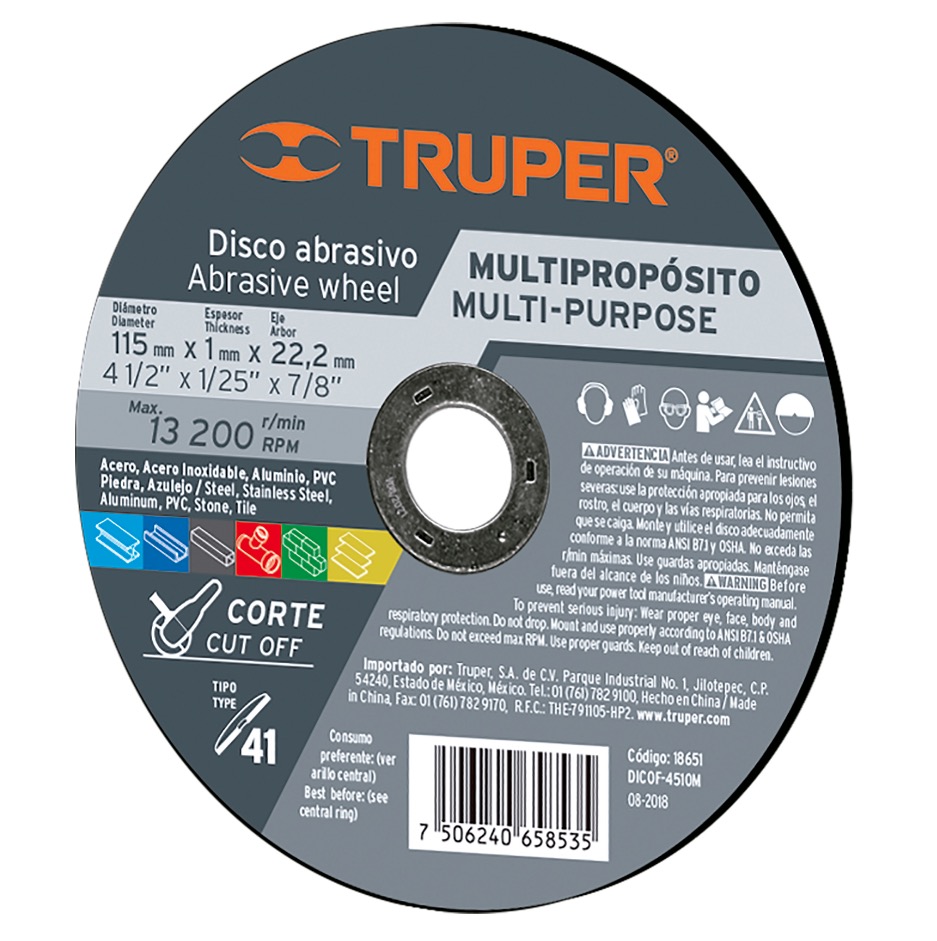 TRUPER®
Disco abrasivo
Abrasive wheel
MULTIPROPÓSITO
MULTI-PURPOSE
Diámetro Espesor Eje
Diameter Thickness Arbor
115 mm x 1 mm x 22,2 mm
4 1/2" x 1/25" x 7/8"
Max.
13 200 r/min
RPM
Acero, Acero Inoxidable, Aluminio, PVC
Piedra, Azulejo / Steel, Stainless Steel,
Aluminum, PVC, Stone, Tile
CORTE
CUT OFF
TIPO
TYPE
41
ADVERTENCIA Antes de usar, lea el instructivo
de operación de su máquina. Para prevenir lesiones
severas: use la protección apropiada para los ojos, el
rostro, el cuerpo y las vías respiratorias. No permita
que se caiga. Monte y utilice el disco adecuadamente
conforme a la norma ANSI B7.1 y OSHA. No exceda las
r/min máximas. Use guardas apropiadas. Manténgase
fuera del alcance de los niños. WARNING Before
use, read your power tool manufacturer's operating manual.
To prevent serious injury: Wear proper eye, face, body and
respiratory protection. Do not drop. Mount and use properly according to ANSI B7.1 & OSHA
regulations. Do not exceed max RPM. Use proper guards. Keep out of reach of children.
Importado por: Truper, S.A. de C.V. Parque Industrial No. 1, Jilotepec, C.P.
54240, Estado de México, México. Tel.: 01 (761) 782 9100, Hecho en China / Made
in China, Fax: 01 (761) 782 9170, R.F.C.: THE-791105-HP2. www.truper.com
Consumo
preferente: (ver
arillo central)
Best before: (see
central ring)
7 506240 658535
Código: 18651
DICOF-4510M
08-2018